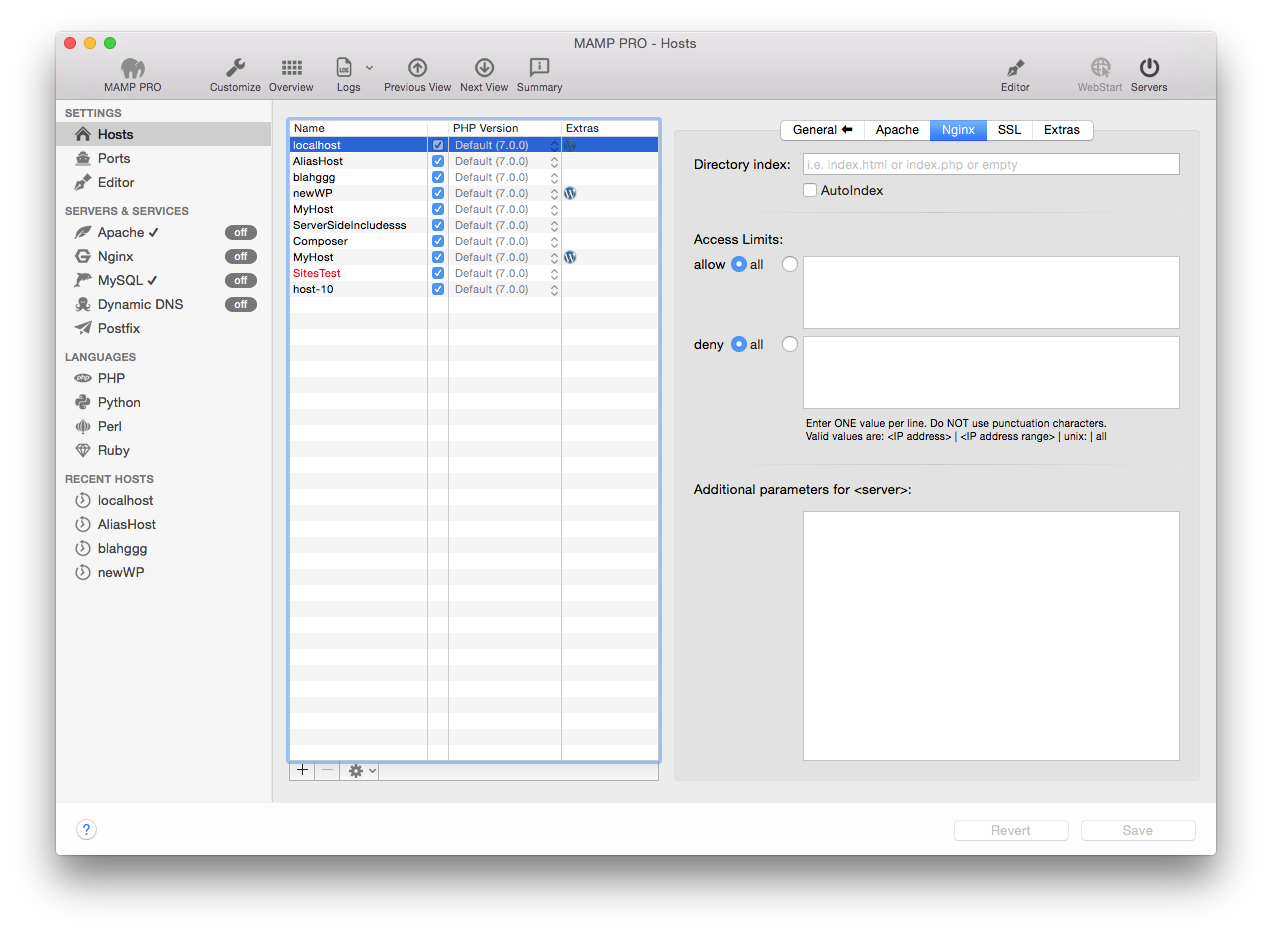 MAMP PRO - Hosts
MAMP PRO Customize Overview LOG Logs Previous View Next View Summary Editor WebStart Servers
SETTINGS
Hosts
Ports
Editor
SERVERS & SERVICES
Apache ✔ off
Nginx off
MySQL ✔ off
Dynamic DNS off
Postfix
LANGUAGES
php PHP
Python
Perl
Ruby
RECENT HOSTS
localhost
AliasHost
blahggg
newWP
Name PHP Version Extras
localhost Default (7.0.0)
AliasHost Default (7.0.0)
blahggg Default (7.0.0)
newWP Default (7.0.0)
MyHost Default (7.0.0)
ServerSideIncludesss Default (7.0.0)
Composer Default (7.0.0)
MyHost Default (7.0.0)
SitesTest Default (7.0.0)
host-10 Default (7.0.0)
General ⬅ Apache Nginx SSL Extras
Directory index: i.e. index.html or index.php or empty
AutoIndex
Access Limits:
allow all
deny all
Enter ONE value per line. Do NOT use punctuation characters.
Valid values are: <IP address> | <IP address range> | unix: | all
Additional parameters for <server>:
? Revert Save